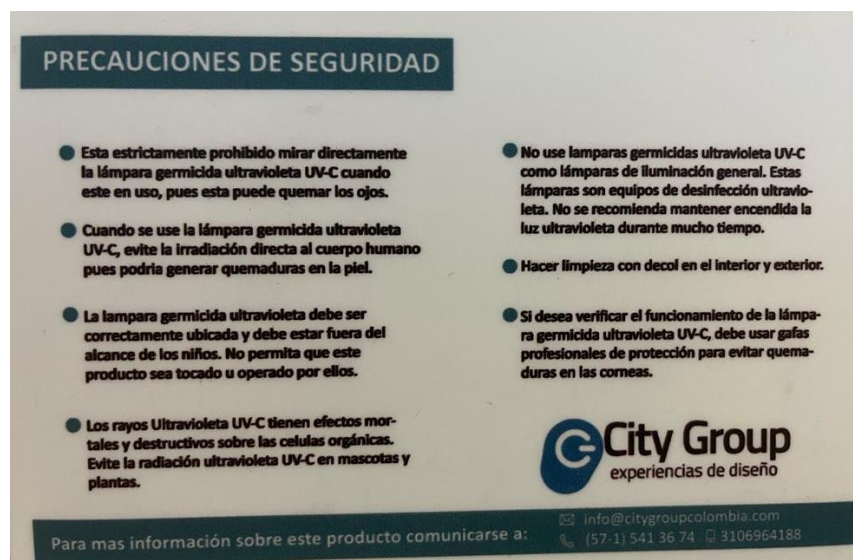 PRECAUCIONES DE SEGURIDAD
Esta estrictamente prohibido mirar directamente
la lámpara germicida ultravioleta UV-C cuando
este en uso, pues esta puede quemar los ojos.
Cuando se use la lámpara germicida ultravioleta
UV-C, evite la irradiación directa al cuerpo humano
pues podria generar quemaduras en la piel.
La lampara germicida ultravioleta debe ser
correctamente ubicada y debe estar fuera del
alcance de los niños. No permita que este
producto sea tocado u operado por ellos.
Los rayos Ultravioleta UV-C tienen efectos mor-
tales y destructivos sobre las celulas orgánicas.
Evite la radiación ultravioleta UV-C en mascotas y
plantas.
No use lamparas germicidas ultravioleta UV-C
como lámparas de iluminación general. Estas
lámparas son equipos de desinfección ultravio-
leta. No se recomienda mantener encendida la
luz ultravioleta durante mucho tiempo.
Hacer limpieza con decol en el interior y exterior.
Si desea verificar el funcionamiento de la lámpa-
ra germicida ultravioleta UV-C, debe usar gafas
profesionales de protección para evitar quema-
duras en las corneas.
City Group
experiencias de diseño
Para mas información sobre este producto comunicarse a:
info@citygroupcolombia.com
(57-1) 541 36 74 3106964188